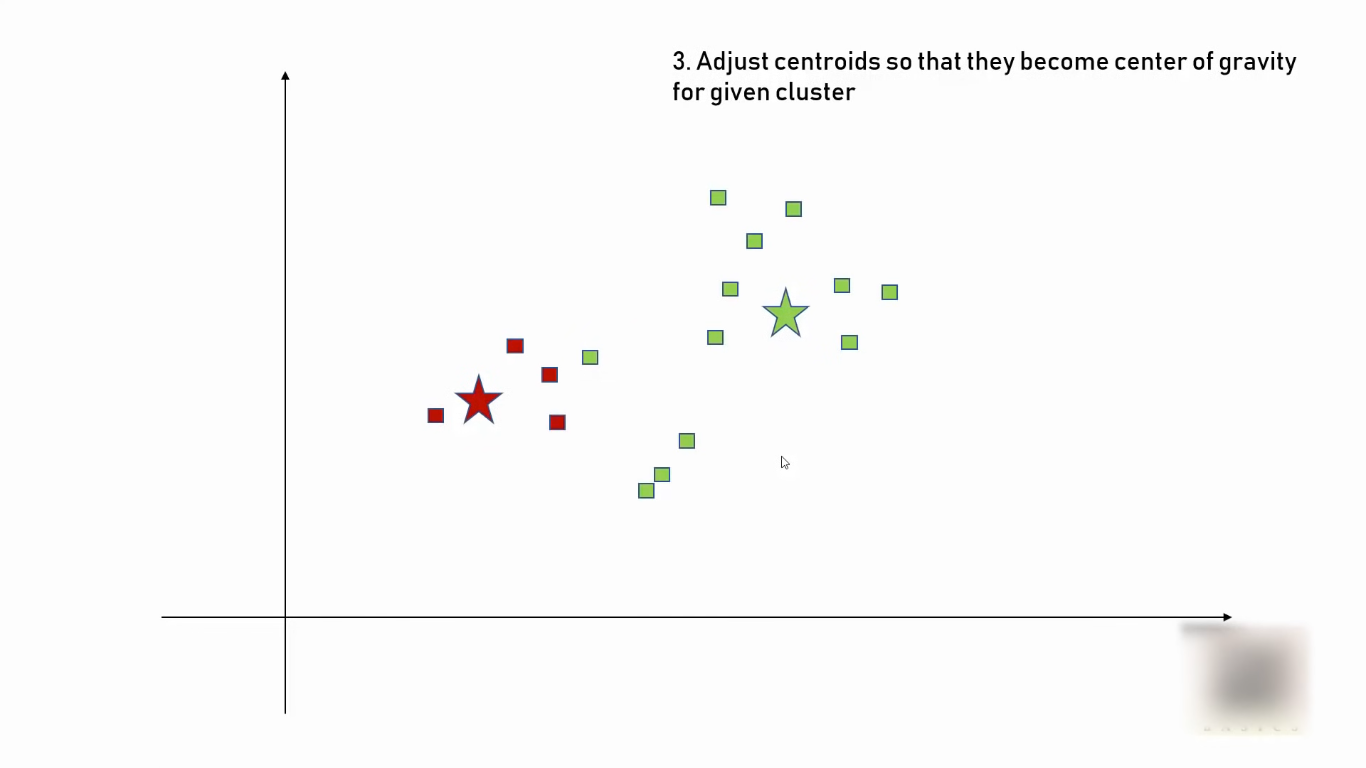 3. Adjust centroids so that they become center of gravity
for given cluster